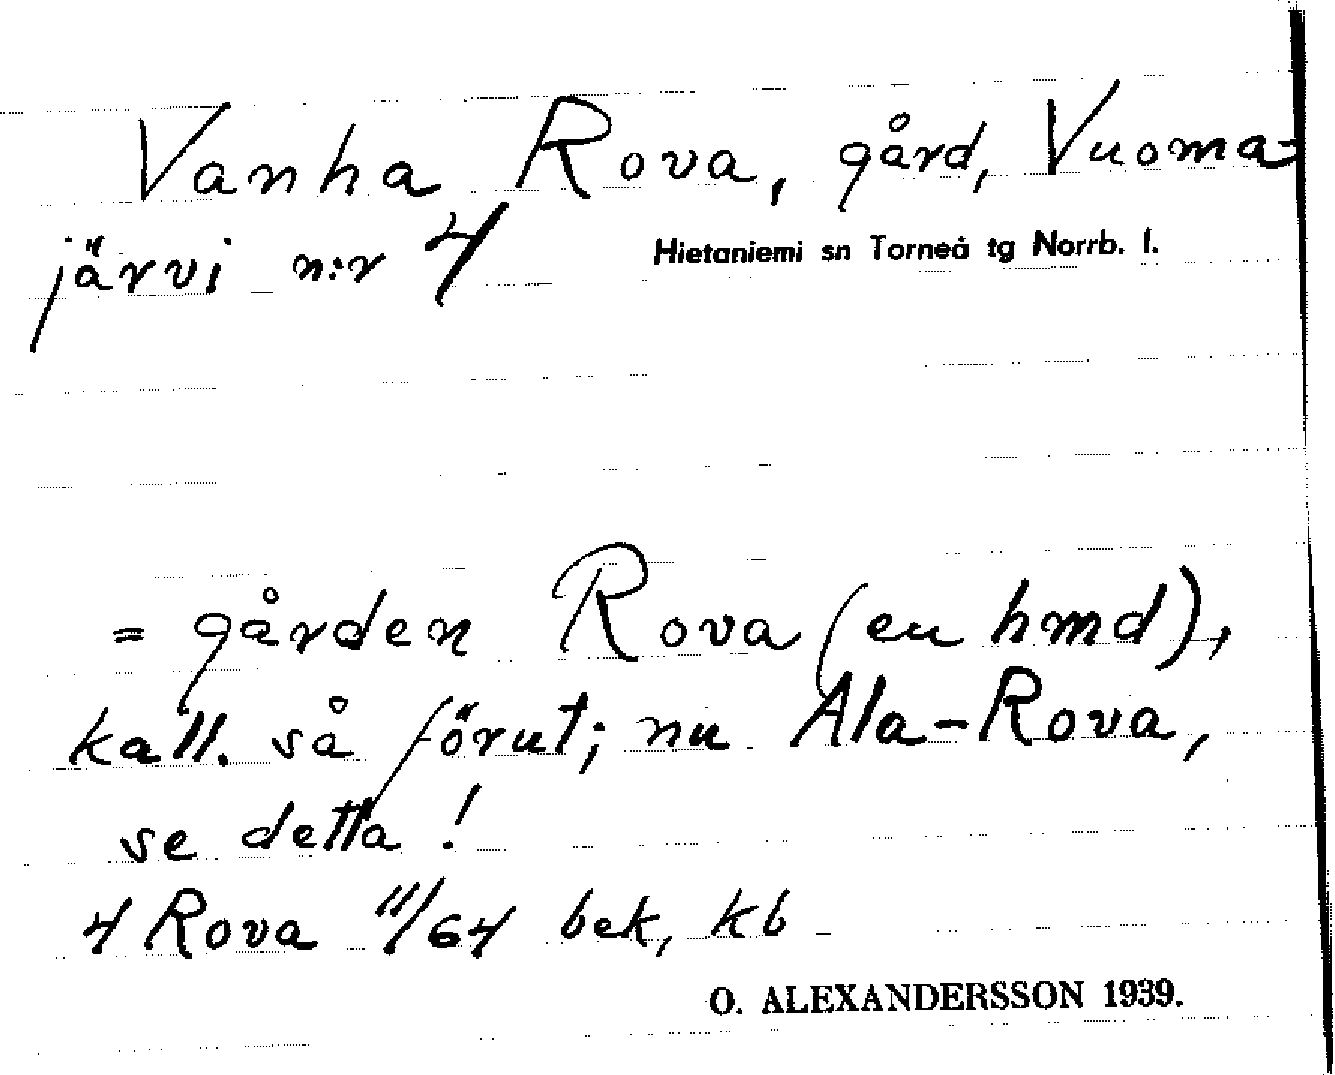 Vanha Rova, gård, Vuoma-
järvi n:r 4 Hietaniemi sn Torneå tg Norrb. l.
= gården Rova (en hmd),
kall. så förut; nu Ala-Rova,
se detta!
4 Rova 11/64 bek, kb
O. ALEXANDERSSON 1939.